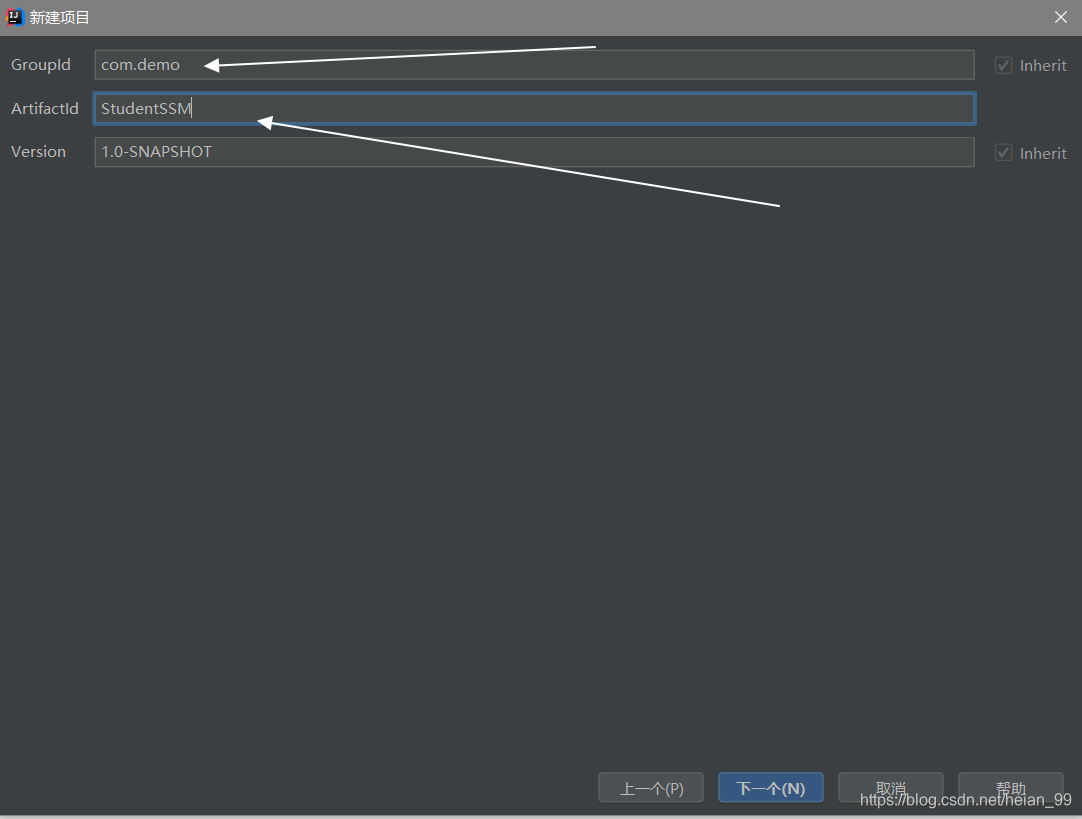 新建项目
GroupId com.demo Inherit
ArtifactId StudentSSM
Version 1.0-SNAPSHOT Inherit
上一个(P) 下一个(N) 取消 帮助
https://blog.csdn.net/heian_99